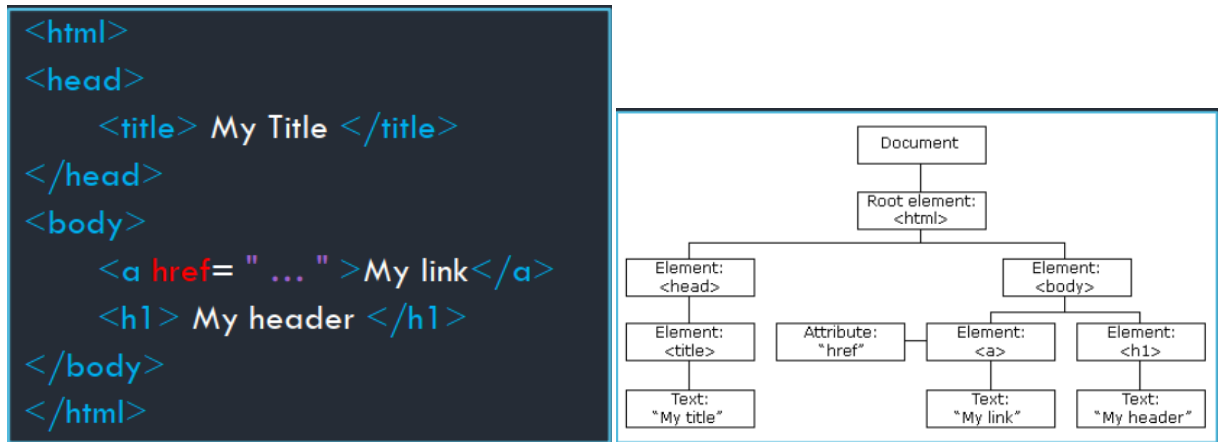 <html>
<head>
<title> My Title </title>
</head>
<body>
<a href= " ... " >My link</a>
<h1> My header </h1>
</body>
</html>
Document
Root element:
<html>
Element:
<head>
Element:
<body>
Element:
<title>
Attribute:
"href"
Element:
<a>
Element:
<h1>
Text:
"My title"
Text:
"My link"
Text:
"My header"